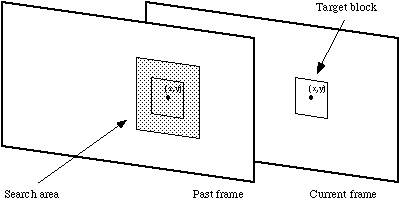 Target block
(x,y)
(x,y)
Search area
Past frame
Current frame